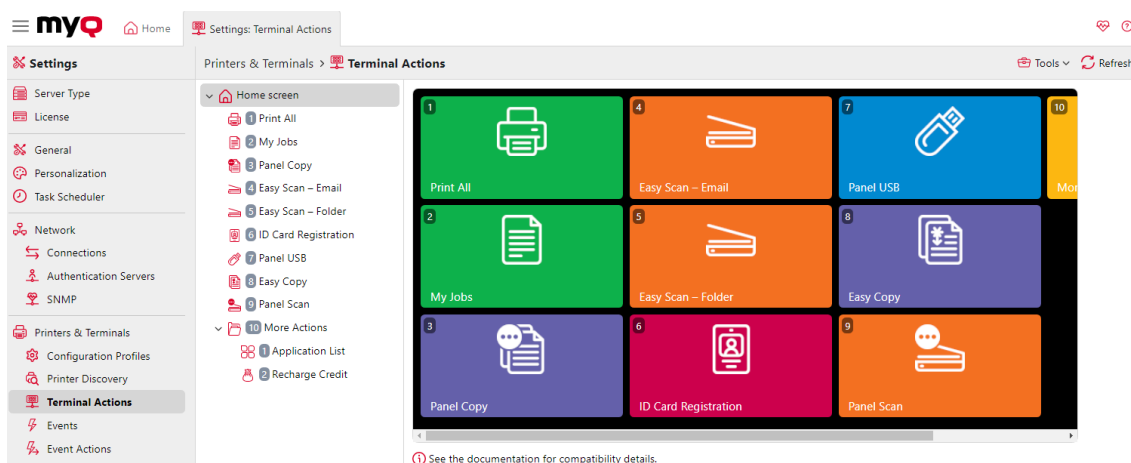 myQ
Home
Settings: Terminal Actions
Settings
Printers & Terminals > Terminal Actions
Tools
Refresh
Server Type
License
General
Personalization
Task Scheduler
Network
Connections
Authentication Servers
SNMP
Printers & Terminals
Configuration Profiles
Printer Discovery
Terminal Actions
Events
Event Actions
Home screen
1 Print All
2 My Jobs
3 Panel Copy
4 Easy Scan – Email
5 Easy Scan – Folder
6 ID Card Registration
7 Panel USB
8 Easy Copy
9 Panel Scan
10 More Actions
1 Application List
2 Recharge Credit
1
Print All
4
Easy Scan – Email
7
Panel USB
10
Mor
2
My Jobs
5
Easy Scan – Folder
8
Easy Copy
3
Panel Copy
6
ID Card Registration
9
Panel Scan
See the documentation for compatibility details.